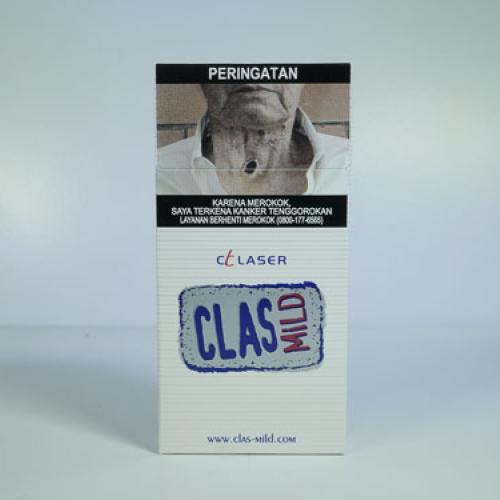 PERINGATAN
KARENA MEROKOK,
SAYA TERKENA KANKER TENGGOROKAN
LAYANAN BERHENTI MEROKOK (0800-177-6565)
ct LASER
CLAS MILD
www.clas-mild.com